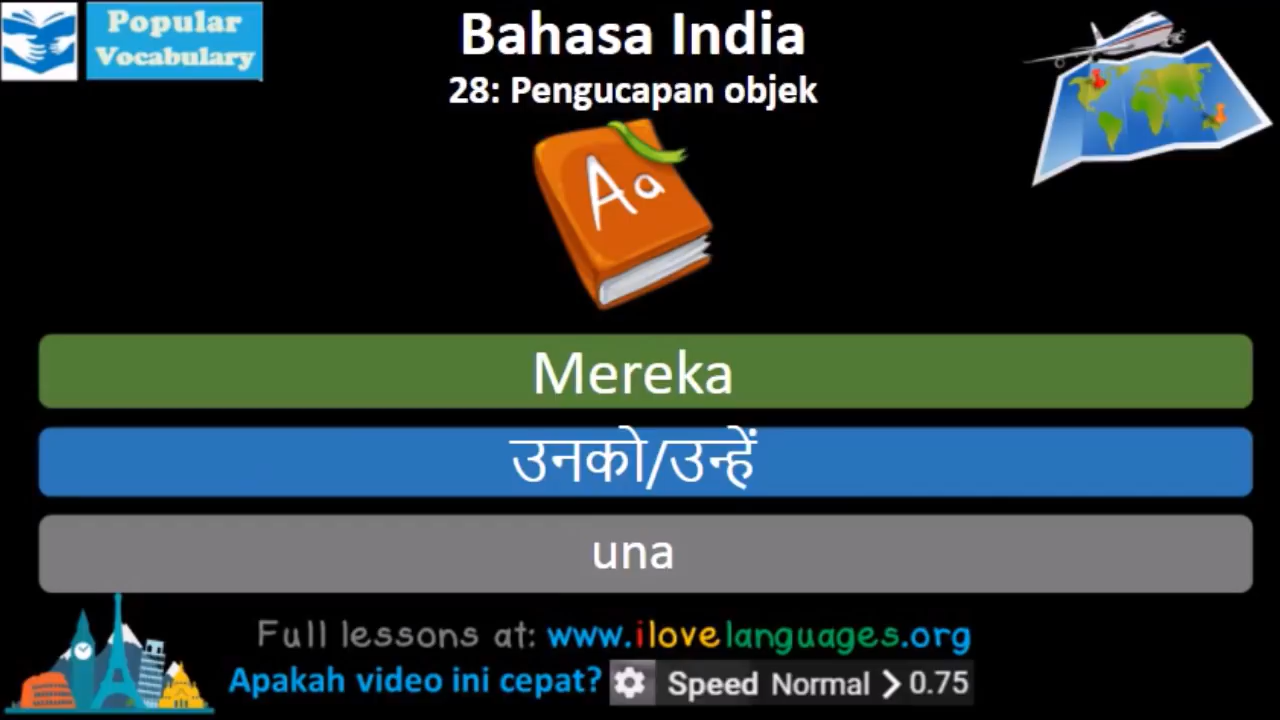 Popular
Vocabulary
Bahasa India
28: Pengucapan objek
Aa
Mereka
उनको/उन्हें
una
Full lessons at: www.ilovelanguages.org
Apakah video ini cepat? Speed Normal > 0.75